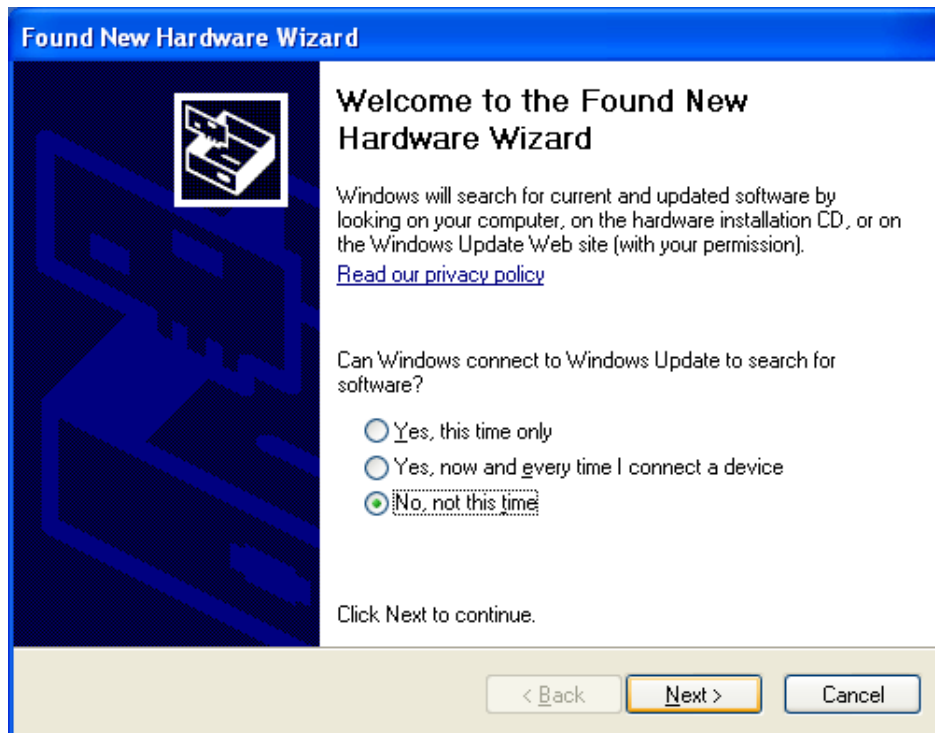 Found New Hardware Wizard
Welcome to the Found New
Hardware Wizard
Windows will search for current and updated software by
looking on your computer, on the hardware installation CD, or on
the Windows Update Web site (with your permission).
Read our privacy policy
Can Windows connect to Windows Update to search for
software?
Yes, this time only
Yes, now and every time I connect a device
No, not this time
Click Next to continue.
< Back
Next >
Cancel